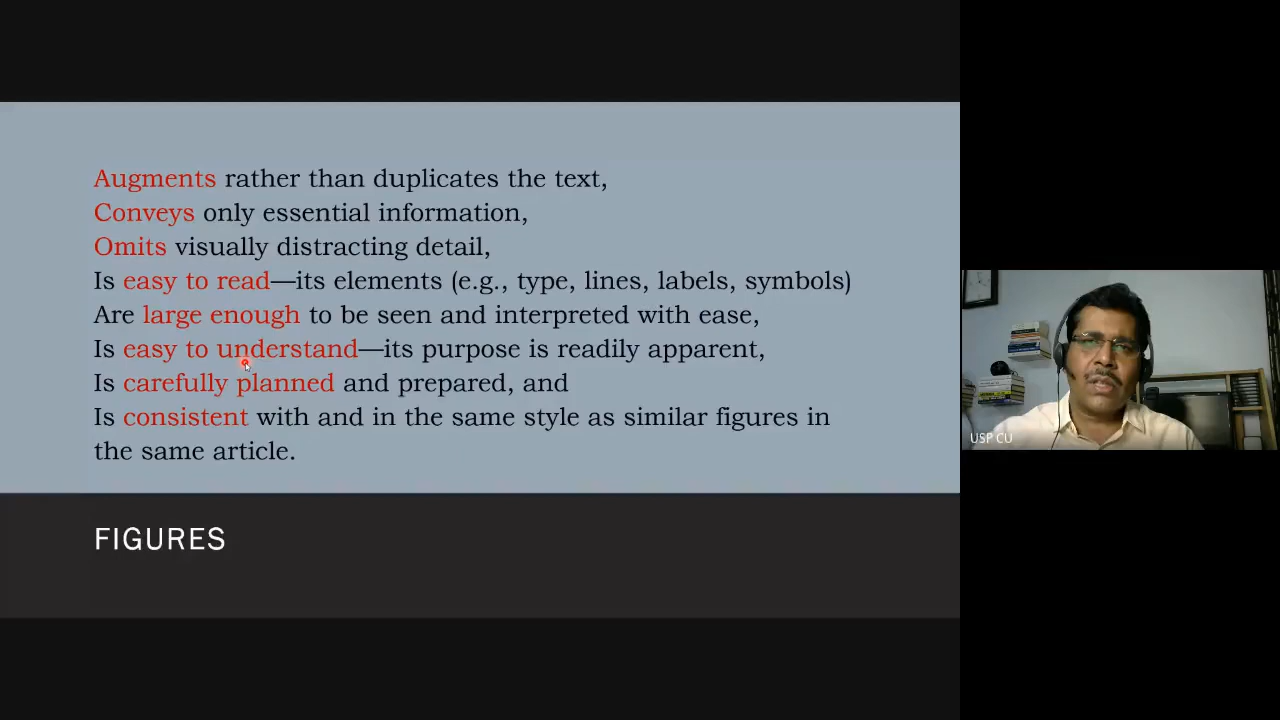 Augments rather than duplicates the text,
Conveys only essential information,
Omits visually distracting detail,
Is easy to read—its elements (e.g., type, lines, labels, symbols)
Are large enough to be seen and interpreted with ease,
Is easy to understand—its purpose is readily apparent,
Is carefully planned and prepared, and
Is consistent with and in the same style as similar figures in
the same article.
FIGURES
USP CU